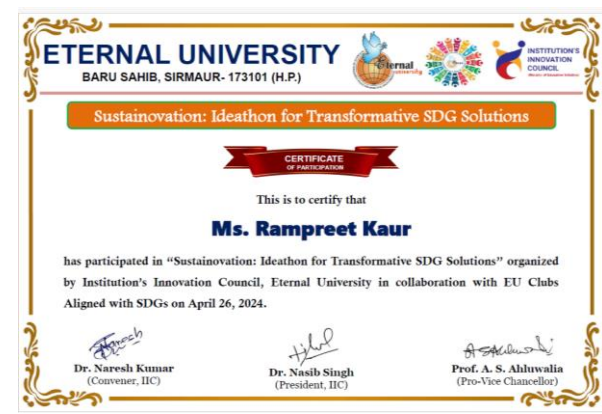 ETERNAL UNIVERSITY
BARU SAHIB, SIRMAUR- 173101 (H.P.)
Eternal
university
INSTITUTION'S
INNOVATION
COUNCIL
Sustainovation: Ideathon for Transformative SDG Solutions
CERTIFICATE
OF PARTICIPATION
This is to certify that
Ms. Rampreet Kaur
has participated in “Sustainovation: Ideathon for Transformative SDG Solutions” organized
by Institution’s Innovation Council, Eternal University in collaboration with EU Clubs
Aligned with SDGs on April 26, 2024.
Dr. Naresh Kumar
(Convener, IIC)
Dr. Nasib Singh
(President, IIC)
Prof. A. S. Ahluwalia
(Pro-Vice Chancellor)